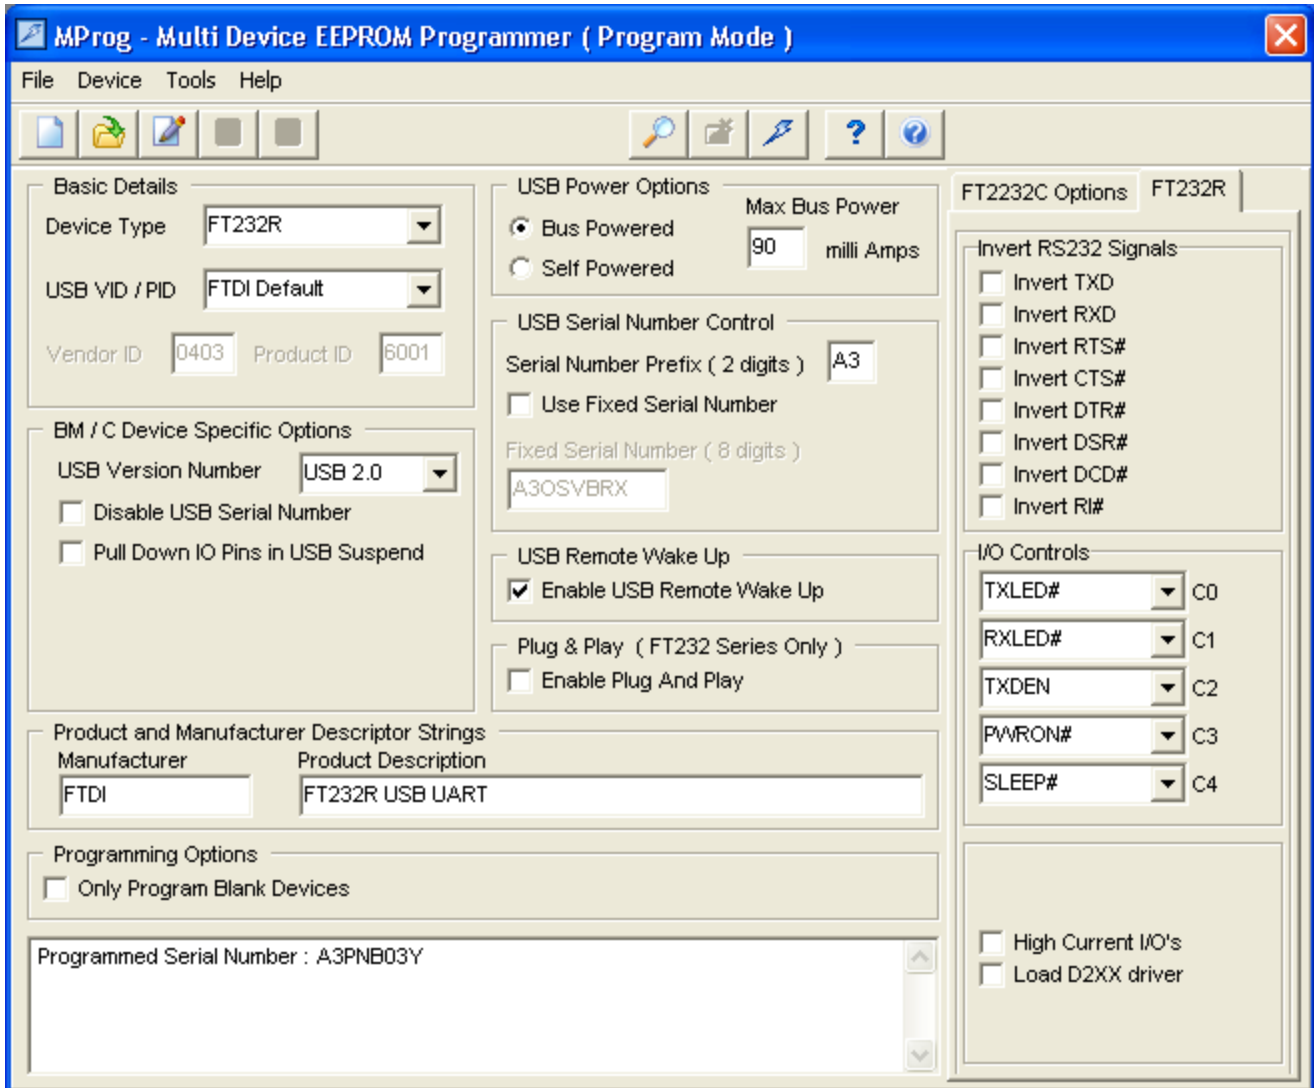 MProg - Multi Device EEPROM Programmer ( Program Mode )
File Device Tools Help
Basic Details
Device Type FT232R
USB VID / PID FTDI Default
Vendor ID 0403 Product ID 6001
BM / C Device Specific Options
USB Version Number USB 2.0
Disable USB Serial Number
Pull Down IO Pins in USB Suspend
USB Power Options
Bus Powered
Self Powered
Max Bus Power
90 milli Amps
USB Serial Number Control
Serial Number Prefix ( 2 digits ) A3
Use Fixed Serial Number
Fixed Serial Number ( 8 digits )
A3OSVBRX
USB Remote Wake Up
Enable USB Remote Wake Up
Plug & Play ( FT232 Series Only )
Enable Plug And Play
Product and Manufacturer Descriptor Strings
Manufacturer Product Description
FTDI FT232R USB UART
Programming Options
Only Program Blank Devices
Programmed Serial Number : A3PNB03Y
FT2232C Options FT232R
Invert RS232 Signals
Invert TXD
Invert RXD
Invert RTS#
Invert CTS#
Invert DTR#
Invert DSR#
Invert DCD#
Invert RI#
I/O Controls
TXLED# C0
RXLED# C1
TXDEN C2
PWRON# C3
SLEEP# C4
High Current I/O's
Load D2XX driver